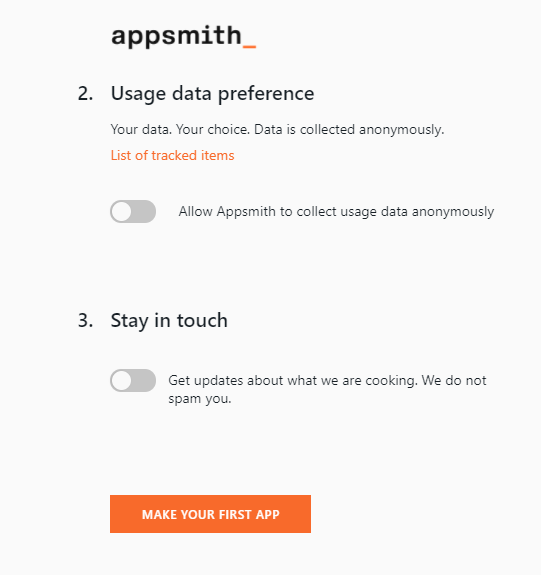 appsmith_
2. Usage data preference
Your data. Your choice. Data is collected anonymously.
List of tracked items
Allow Appsmith to collect usage data anonymously
3. Stay in touch
Get updates about what we are cooking. We do not
spam you.
MAKE YOUR FIRST APP